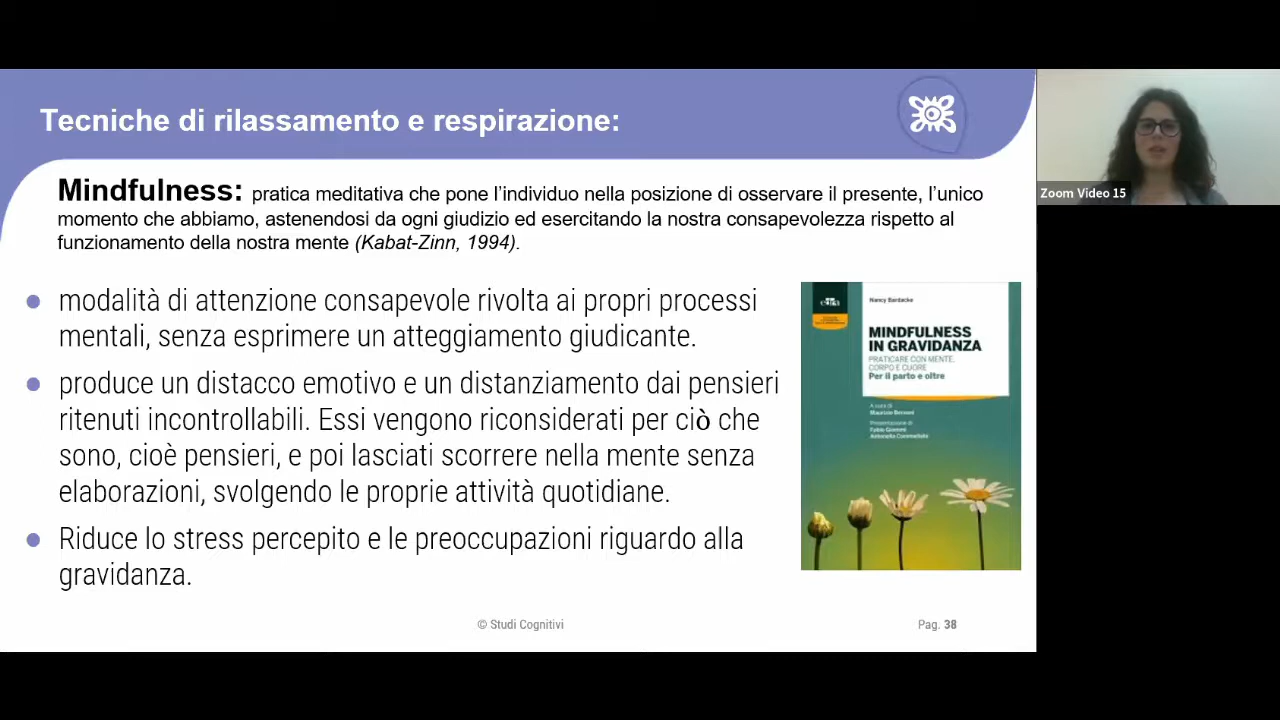 Tecniche di rilassamento e respirazione:
Mindfulness: pratica meditativa che pone l’individuo nella posizione di osservare il presente, l’unico
momento che abbiamo, astenendosi da ogni giudizio ed esercitando la nostra consapevolezza rispetto al
funzionamento della nostra mente (Kabat-Zinn, 1994).
modalità di attenzione consapevole rivolta ai propri processi
mentali, senza esprimere un atteggiamento giudicante.
produce un distacco emotivo e un distanziamento dai pensieri
ritenuti incontrollabili. Essi vengono riconsiderati per ciò che
sono, cioè pensieri, e poi lasciati scorrere nella mente senza
elaborazioni, svolgendo le proprie attività quotidiane.
Riduce lo stress percepito e le preoccupazioni riguardo alla
gravidanza.
Nancy Bardacke
MINDFULNESS
IN GRAVIDANZA
PRATICARE CON MENTE,
CORPO E CUORE
Per il parto e oltre
A cura di
Presentazione di
© Studi Cognitivi
Pag. 38
Zoom Video 15